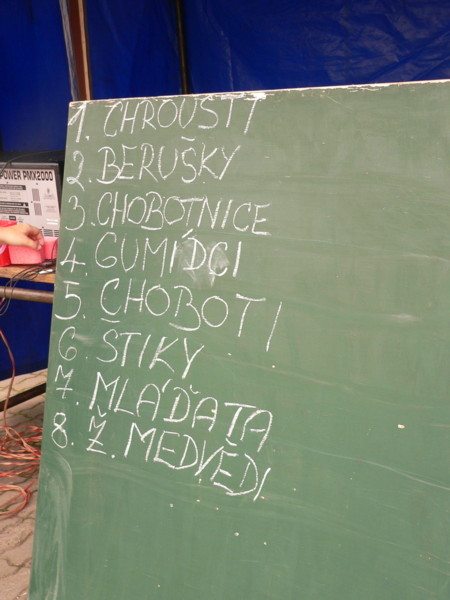 1. CHROUSTI
2. BERUŠKY
3. CHOBOTNICE
4. GUMÍDCI
5. CHOBOTI
6. ŠTIKY
7. MLÁĎATA
8. Ž. MEDVĚDI
POWER PMX2000